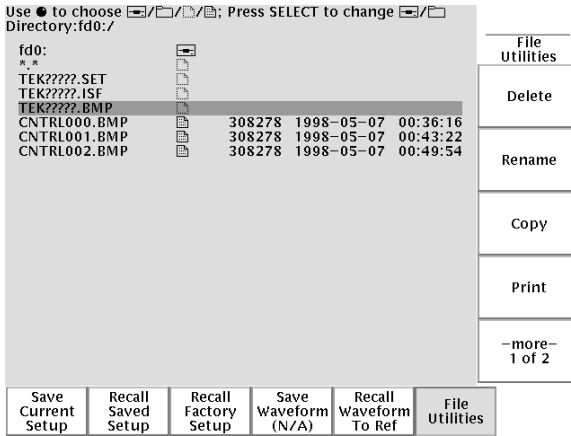 Use ● to choose / / / ; Press SELECT to change /
Directory:fd0:/
fd0:
*.*
TEK?????.SET
TEK?????.ISF
TEK?????.BMP
CNTRL000.BMP 308278 1998-05-07 00:36:16
CNTRL001.BMP 308278 1998-05-07 00:43:22
CNTRL002.BMP 308278 1998-05-07 00:49:54
File
Utilities
Delete
Rename
Copy
Print
-more-
1 of 2
Save
Current
Setup
Recall
Saved
Setup
Recall
Factory
Setup
Save
Waveform
(N/A)
Recall
Waveform
To Ref
File
Utilities